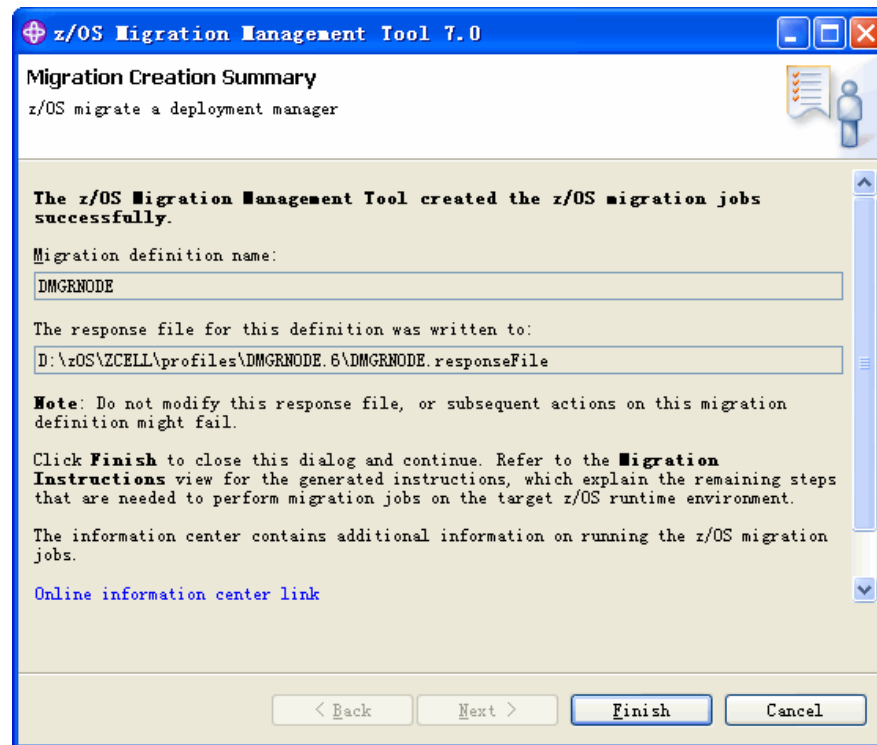 z/OS Migration Management Tool 7.0
Migration Creation Summary
z/OS migrate a deployment manager
The z/OS Migration Management Tool created the z/OS migration jobs
successfully.
Migration definition name:
DMGRNODE
The response file for this definition was written to:
D:\zOS\ZCELL\profiles\DMGRNODE.6\DMGRNODE.responseFile
Note: Do not modify this response file, or subsequent actions on this migration
definition might fail.
Click Finish to close this dialog and continue. Refer to the Migration
Instructions view for the generated instructions, which explain the remaining steps
that are needed to perform migration jobs on the target z/OS runtime environment.
The information center contains additional information on running the z/OS migration
jobs.
Online information center link
< Back Next > Finish Cancel